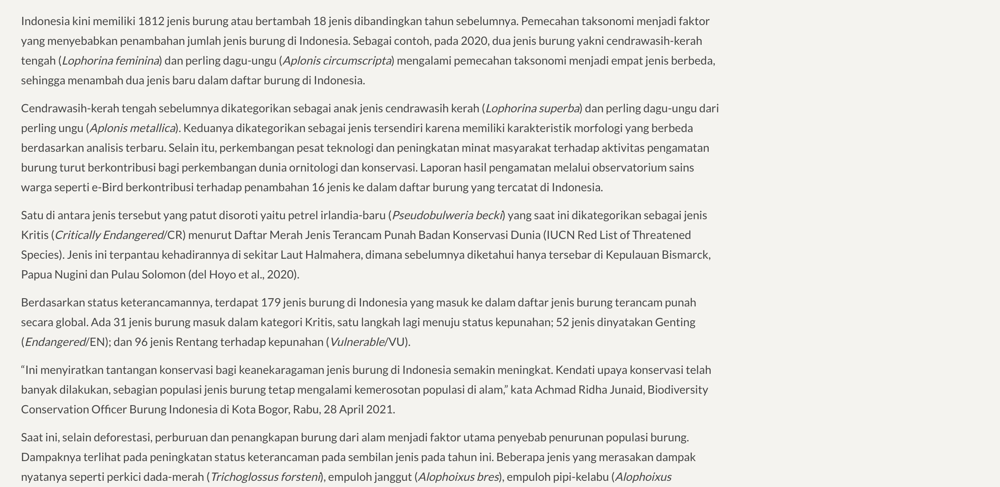 Indonesia kini memiliki 1812 jenis burung atau bertambah 18 jenis dibandingkan tahun sebelumnya. Pemecahan taksonomi menjadi faktor
yang menyebabkan penambahan jumlah jenis burung di Indonesia. Sebagai contoh, pada 2020, dua jenis burung yakni cendrawasih-kerah
tengah (Lophorina feminina) dan perling dagu-ungu (Aplonis circumscripta) mengalami pemecahan taksonomi menjadi empat jenis berbeda,
sehingga menambah dua jenis baru dalam daftar burung di Indonesia.
Cendrawasih-kerah tengah sebelumnya dikategorikan sebagai anak jenis cendrawasih kerah (Lophorina superba) dan perling dagu-ungu dari
perling ungu (Aplonis metallica). Keduanya dikategorikan sebagai jenis tersendiri karena memiliki karakteristik morfologi yang berbeda
berdasarkan analisis terbaru. Selain itu, perkembangan pesat teknologi dan peningkatan minat masyarakat terhadap aktivitas pengamatan
burung turut berkontribusi bagi perkembangan dunia ornitologi dan konservasi. Laporan hasil pengamatan melalui observatorium sains
warga seperti e-Bird berkontribusi terhadap penambahan 16 jenis ke dalam daftar burung yang tercatat di Indonesia.
Satu di antara jenis tersebut yang patut disoroti yaitu petrel irlandia-baru (Pseudobulweria becki) yang saat ini dikategorikan sebagai jenis
Kritis (Critically Endangered/CR) menurut Daftar Merah Jenis Terancam Punah Badan Konservasi Dunia (IUCN Red List of Threatened
Species). Jenis ini terpantau kehadirannya di sekitar Laut Halmahera, dimana sebelumnya diketahui hanya tersebar di Kepulauan Bismarck,
Papua Nugini dan Pulau Solomon (del Hoyo et al., 2020).
Berdasarkan status keterancamannya, terdapat 179 jenis burung di Indonesia yang masuk ke dalam daftar jenis burung terancam punah
secara global. Ada 31 jenis burung masuk dalam kategori Kritis, satu langkah lagi menuju status kepunahan; 52 jenis dinyatakan Genting
(Endangered/EN); dan 96 jenis Rentang terhadap kepunahan (Vulnerable/VU).
“Ini menyiratkan tantangan konservasi bagi keanekaragaman jenis burung di Indonesia semakin meningkat. Kendati upaya konservasi telah
banyak dilakukan, sebagian populasi jenis burung tetap mengalami kemerosotan populasi di alam,” kata Achmad Ridha Junaid, Biodiversity
Conservation Officer Burung Indonesia di Kota Bogor, Rabu, 28 April 2021.
Saat ini, selain deforestasi, perburuan dan penangkapan burung dari alam menjadi faktor utama penyebab penurunan populasi burung.
Dampaknya terlihat pada peningkatan status keterancaman pada sembilan jenis pada tahun ini. Beberapa jenis yang merasakan dampak
nyatanya seperti perkici dada-merah (Trichoglossus forsteni), empuloh janggut (Alophoixus bres), empuloh pipi-kelabu (Alophoixus